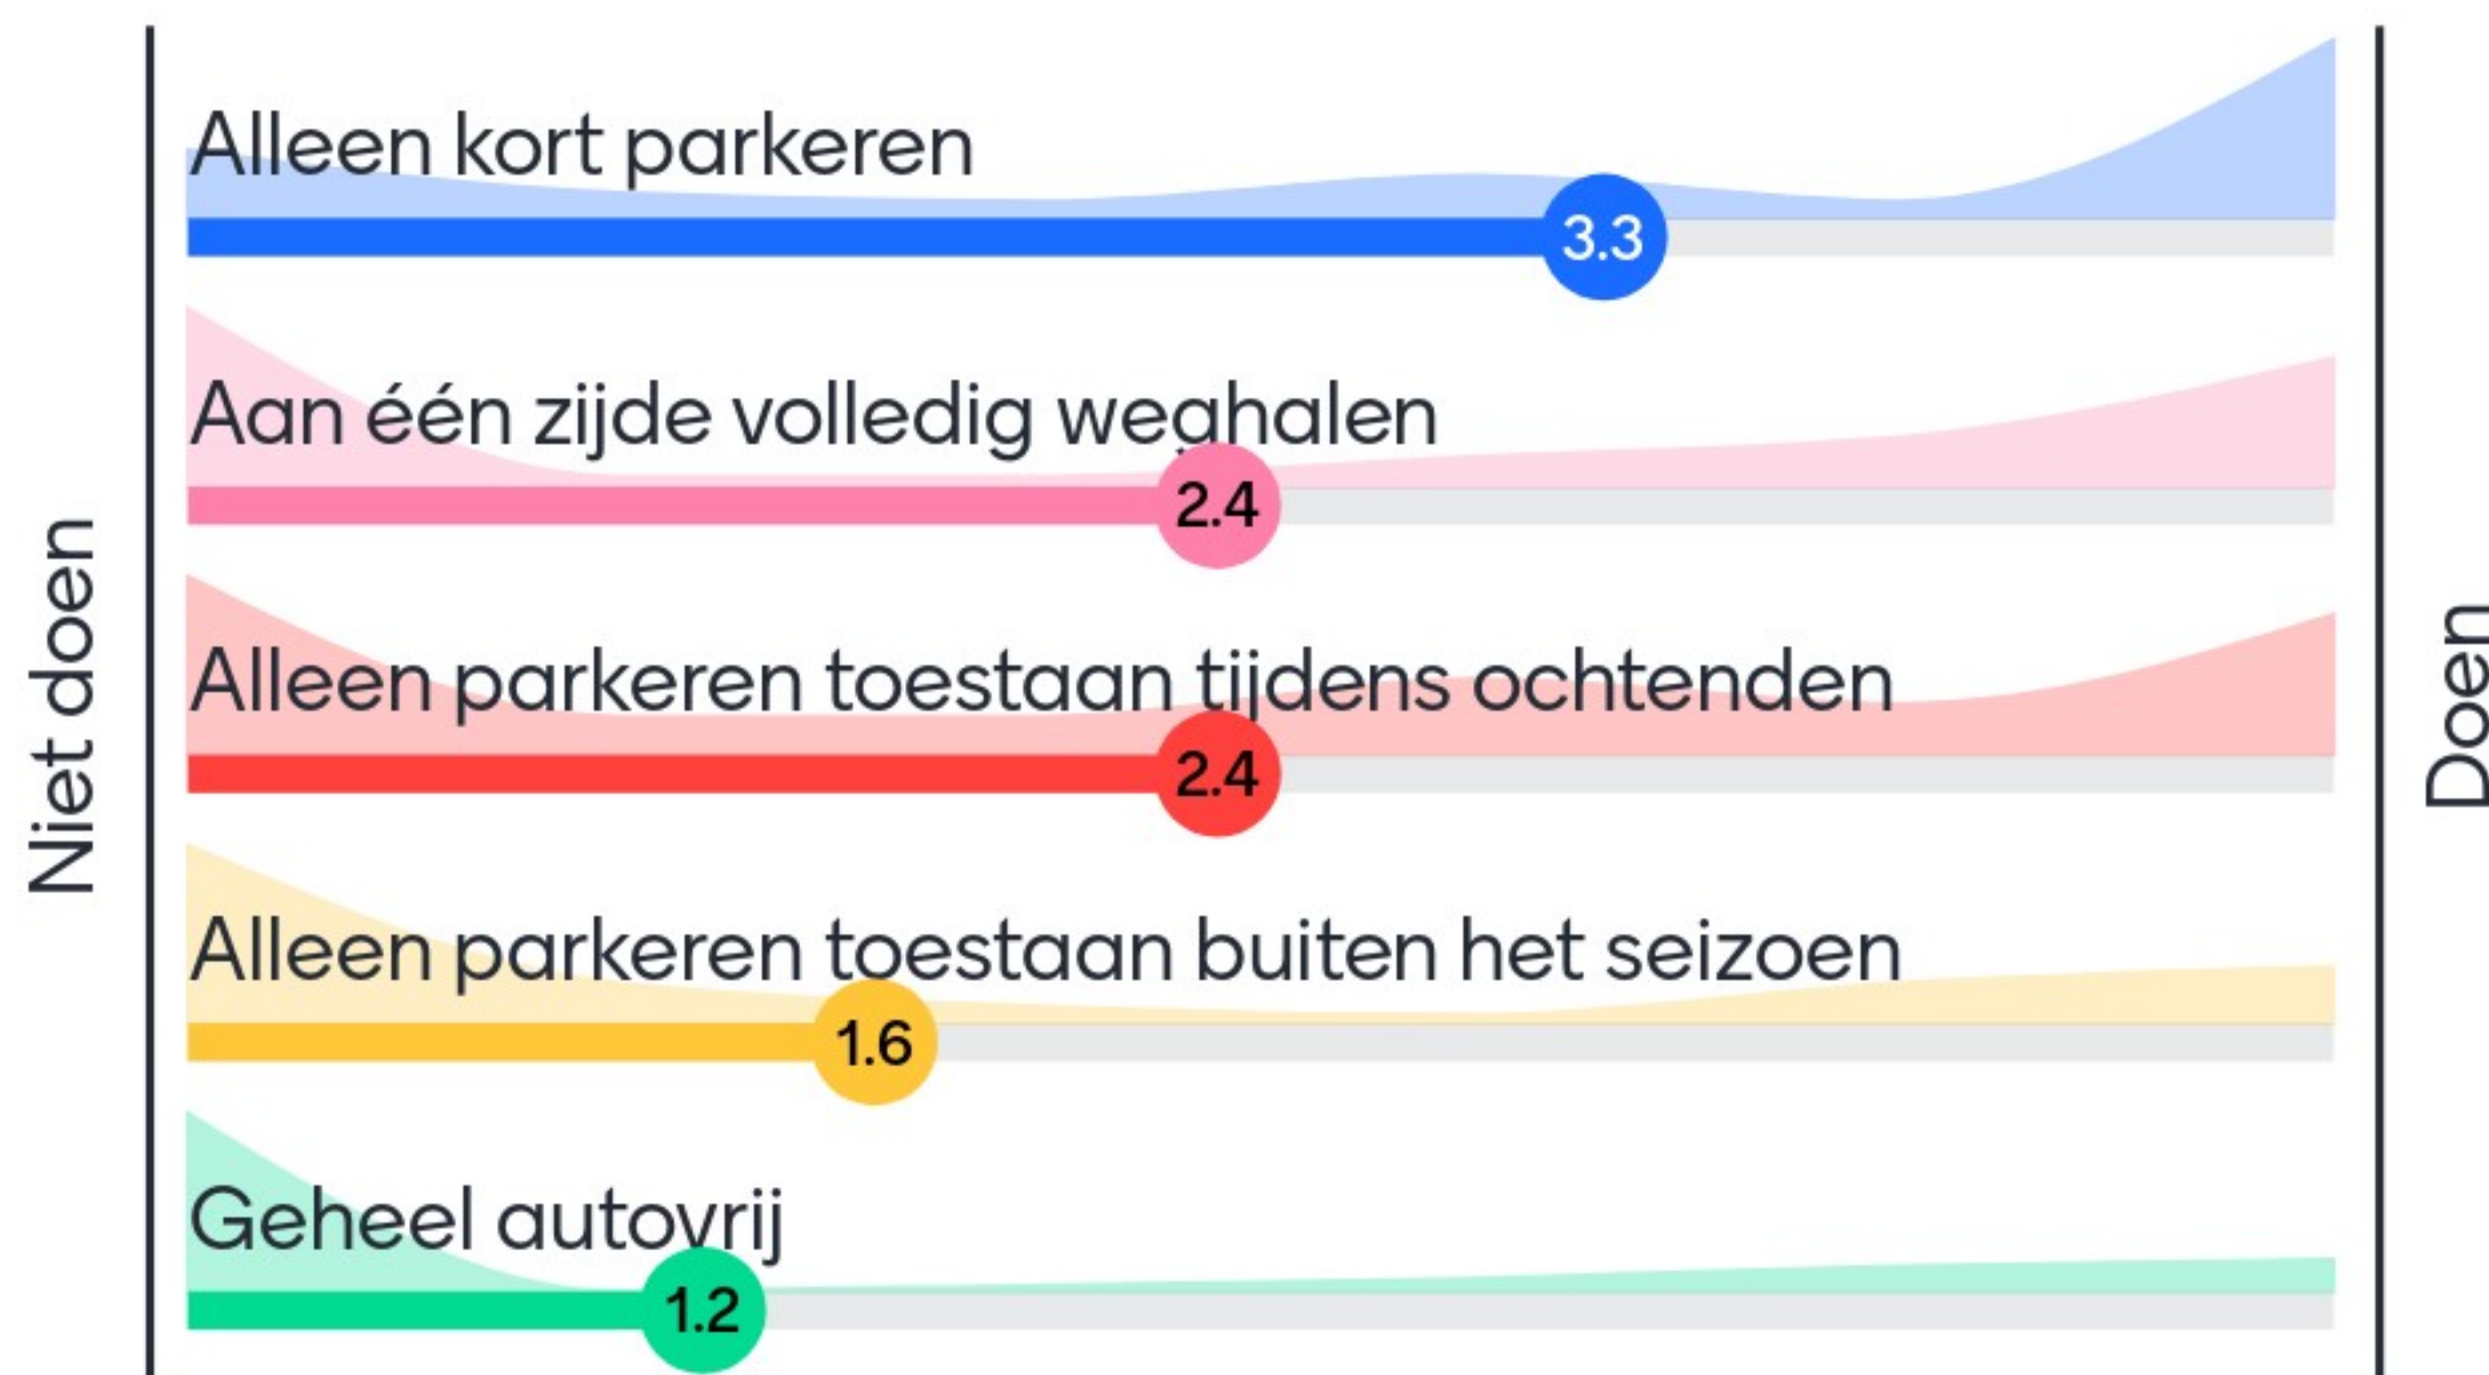 Niet doen
Alleen kort parkeren
3.3
Aan één zijde volledig weghalen
2.4
Alleen parkeren toestaan tijdens ochtenden
2.4
Alleen parkeren toestaan buiten het seizoen
1.6
Geheel autovrij
1.2
Doen